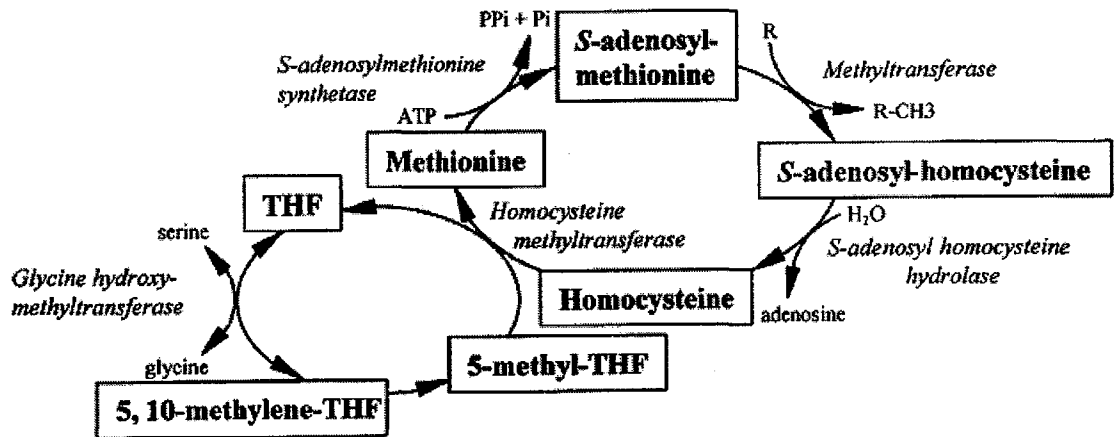 PPi + Pi
S-adenosyl-
methionine
R
S-adenosylmethionine
synthetase
Methyltransferase
ATP
R-CH3
Methionine
S-adenosyl-homocysteine
THF
Homocysteine
methyltransferase
H₂O
serine
S-adenosyl homocysteine
hydrolase
Glycine hydroxy-
methyltransferase
Homocysteine
adenosine
glycine
5-methyl-THF
5, 10-methylene-THF